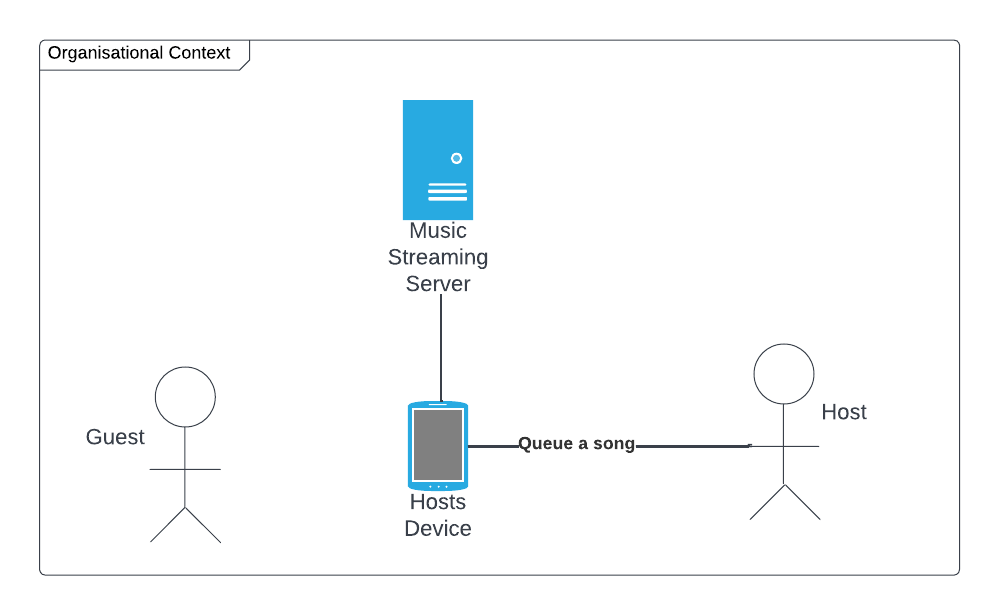 Organisational Context
Music
Streaming
Server
Guest
Queue a song
Host
Hosts
Device